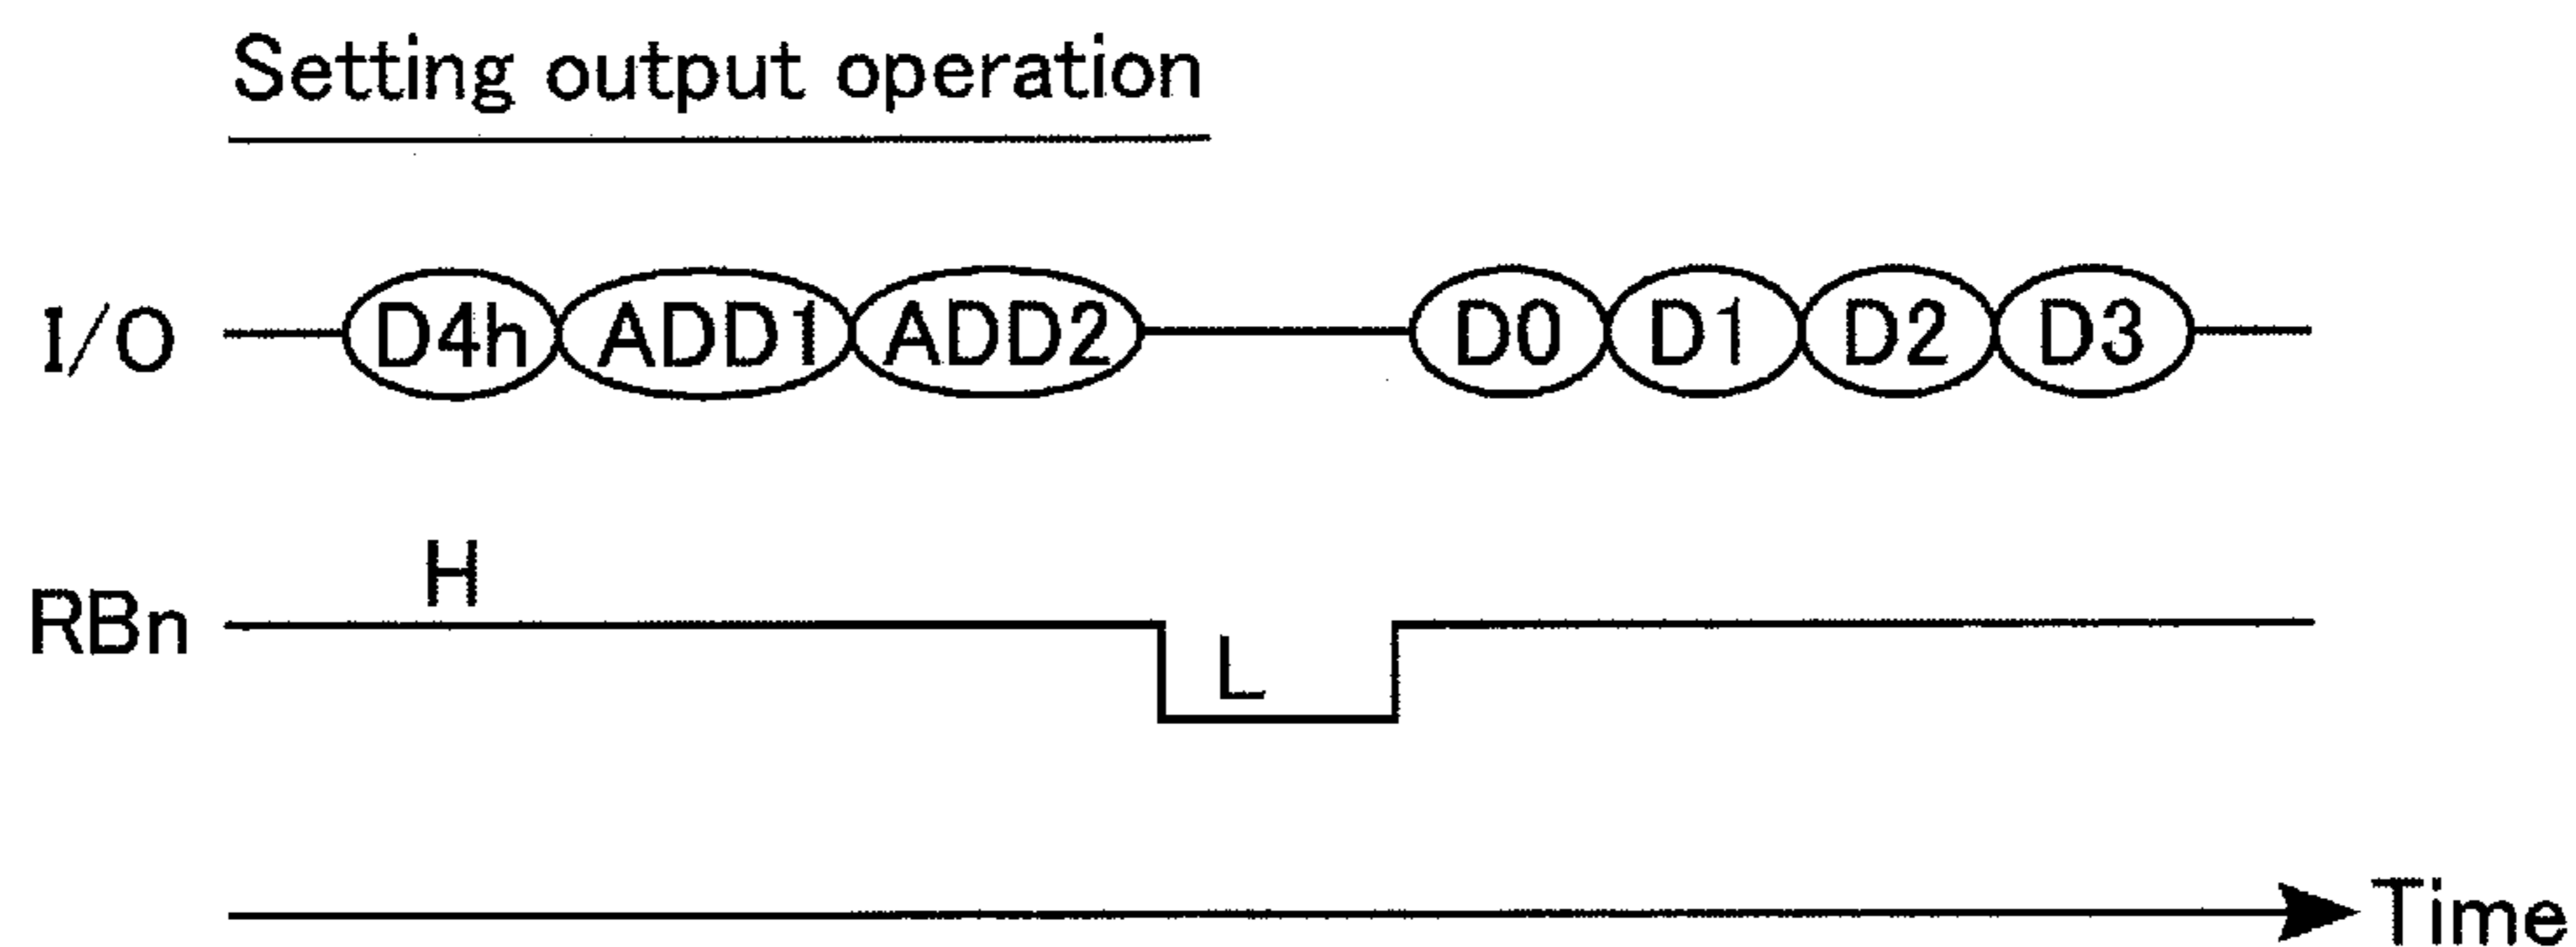 Setting output operation
I/O D4h ADD1 ADD2 D0 D1 D2 D3
H
RBn
L
Time